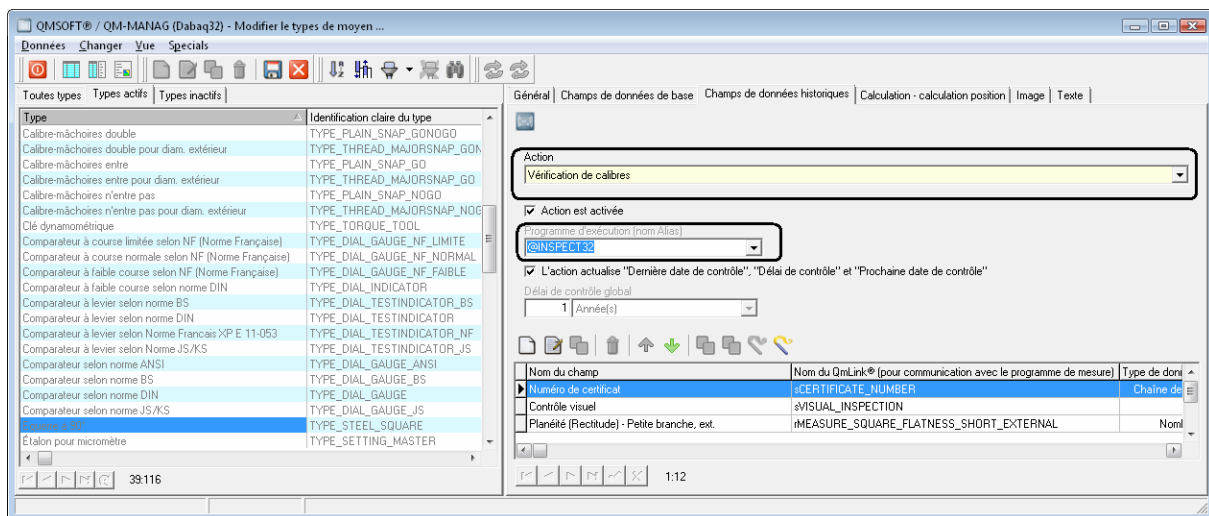 QMSOFT® / QM-MANAG (Dabaq32) - Modifier le types de moyen ...
Données Changer Vue Specials
Toutes types Types actifs Types inactifs
Type Identification claire du type
Calibre-mâchoires double TYPE_PLAIN_SNAP_GONOGO
Calibre-mâchoires double pour diam. extérieur TYPE_THREAD_MAJORSNAP_GON
Calibre-mâchoires entre TYPE_PLAIN_SNAP_GO
Calibre-mâchoires entre pour diam. extérieur TYPE_THREAD_MAJORSNAP_GO
Calibre-mâchoires n'entre pas TYPE_PLAIN_SNAP_NOGO
Calibre-mâchoires n'entre pas pour diam. extérieur TYPE_THREAD_MAJORSNAP_NOG
Clé dynamométrique TYPE_TORQUE_TOOL
Comparateur à course limitée selon NF (Norme Française) TYPE_DIAL_GAUGE_NF_LIMITE
Comparateur à course normale selon NF (Norme Française) TYPE_DIAL_GAUGE_NF_NORMAL
Comparateur à faible course selon NF (Norme Française) TYPE_DIAL_GAUGE_NF_FAIBLE
Comparateur à faible course selon norme DIN TYPE_DIAL_INDICATOR
Comparateur à levier selon norme BS TYPE_DIAL_TESTINDICATOR_BS
Comparateur à levier selon norme DIN TYPE_DIAL_TESTINDICATOR
Comparateur à levier selon Norme Francais XP E 11-053 TYPE_DIAL_TESTINDICATOR_NF
Comparateur à levier selon Norme JS/KS TYPE_DIAL_TESTINDICATOR_JS
Comparateur selon norme ANSI TYPE_DIAL_GAUGE_ANSI
Comparateur selon norme BS TYPE_DIAL_GAUGE_BS
Comparateur selon norme DIN TYPE_DIAL_GAUGE
Comparateur selon norme JS/KS TYPE_DIAL_GAUGE_JS
TYPE_STEEL_SQUARE
Étalon pour micromètre TYPE_SETTING_MASTER
39:116
Général Champs de données de base Champs de données historiques Calculation - calculation position Image Texte
Action
Vérification de calibres
Action est activée
Programme d'exécution (nom Alias)
@INSPECT32
L'action actualise "Dernière date de contrôle", "Délai de contrôle" et "Prochaine date de contrôle"
Délai de contrôle global
1 Année(s)
Nom du champ Nom du QmLink® (pour communication avec le programme de mesure) Type de doni
Numéro de certificat sCERTIFICATE_NUMBER Chaîne de
Contrôle visuel sVISUAL_INSPECTION
Planéité (Rectitude) - Petite branche, ext. rMEASURE_SQUARE_FLATNESS_SHORT_EXTERNAL Noml
1:12